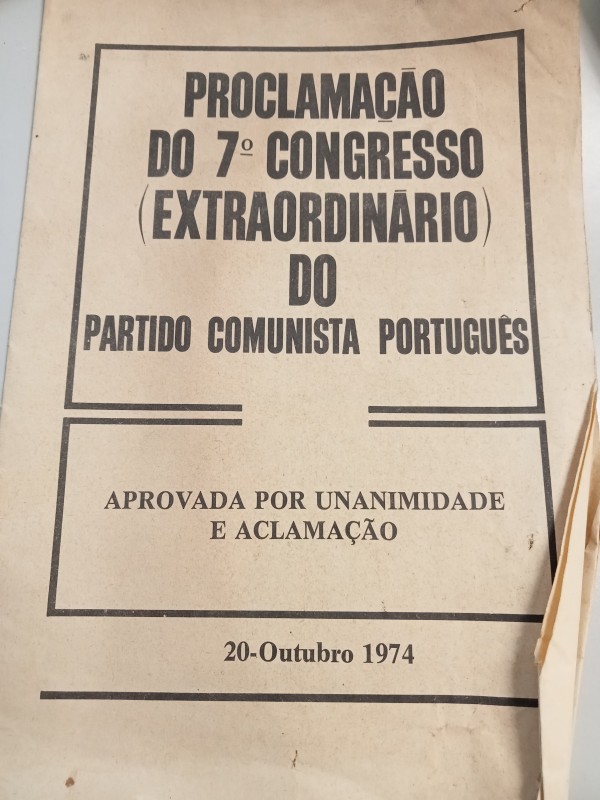 PROCLAMAÇÃO
DO 7º CONGRESSO
(EXTRAORDINÁRIO)
DO
PARTIDO COMUNISTA PORTUGUÊS
APROVADA POR UNANIMIDADE
E ACLAMAÇÃO
20-Outubro 1974